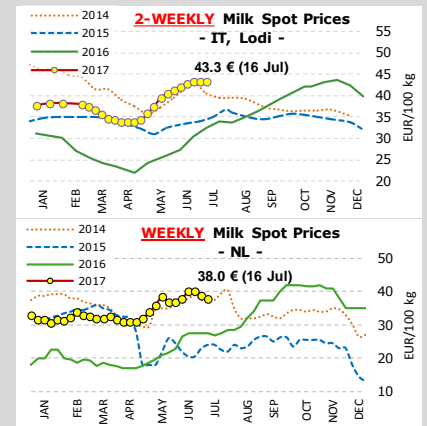 2-WEEKLY Milk Spot Prices
- IT, Lodi -
2014
2015
2016
2017
43.3 € (16 Jul)
55
50
45
40
35
30
25
20
EUR/100 kg
JAN
FEB
MAR
APR
MAY
JUN
JUL
AUG
SEP
OCT
NOV
DEC
WEEKLY Milk Spot Prices
- NL -
2014
2015
2016
2017
38.0 € (16 Jul)
50
40
30
20
10
EUR/100 kg
JAN
FEB
MAR
APR
MAY
JUN
JUL
AUG
SEP
OCT
NOV
DEC